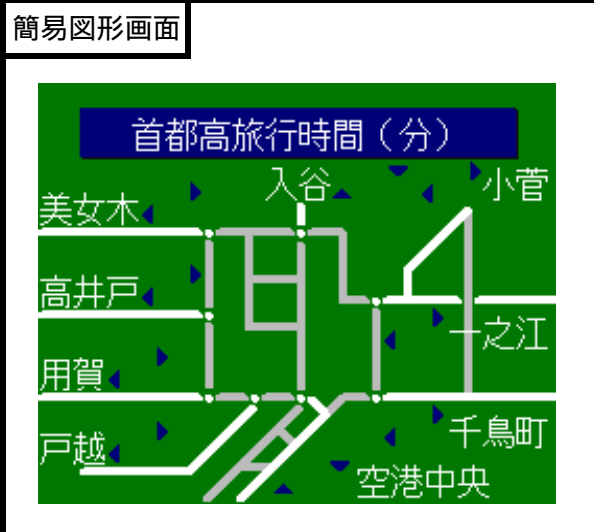 簡易図形画面
首都高旅行時間(分)
入谷
小菅
美女木
高井戸
一之江
用賀
千鳥町
戸越
空港中央